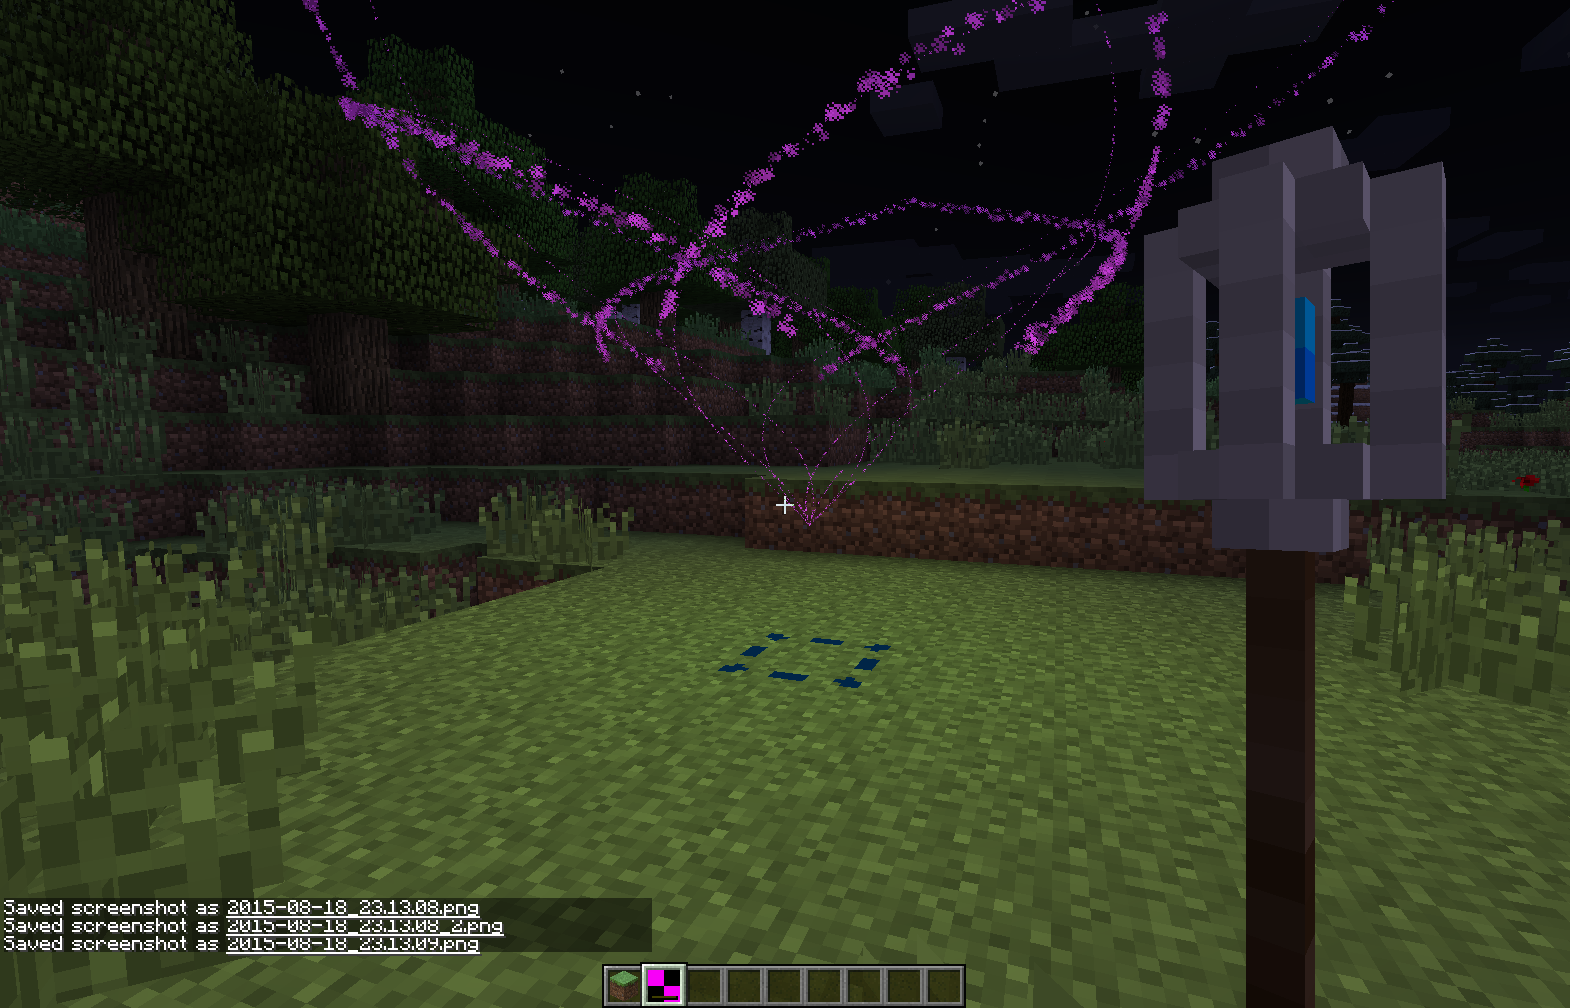 Saved screenshot as 2015-08-18_23.13.08.png
Saved screenshot as 2015-08-18_23.13.08_2.png
Saved screenshot as 2015-08-18_23.13.09.png